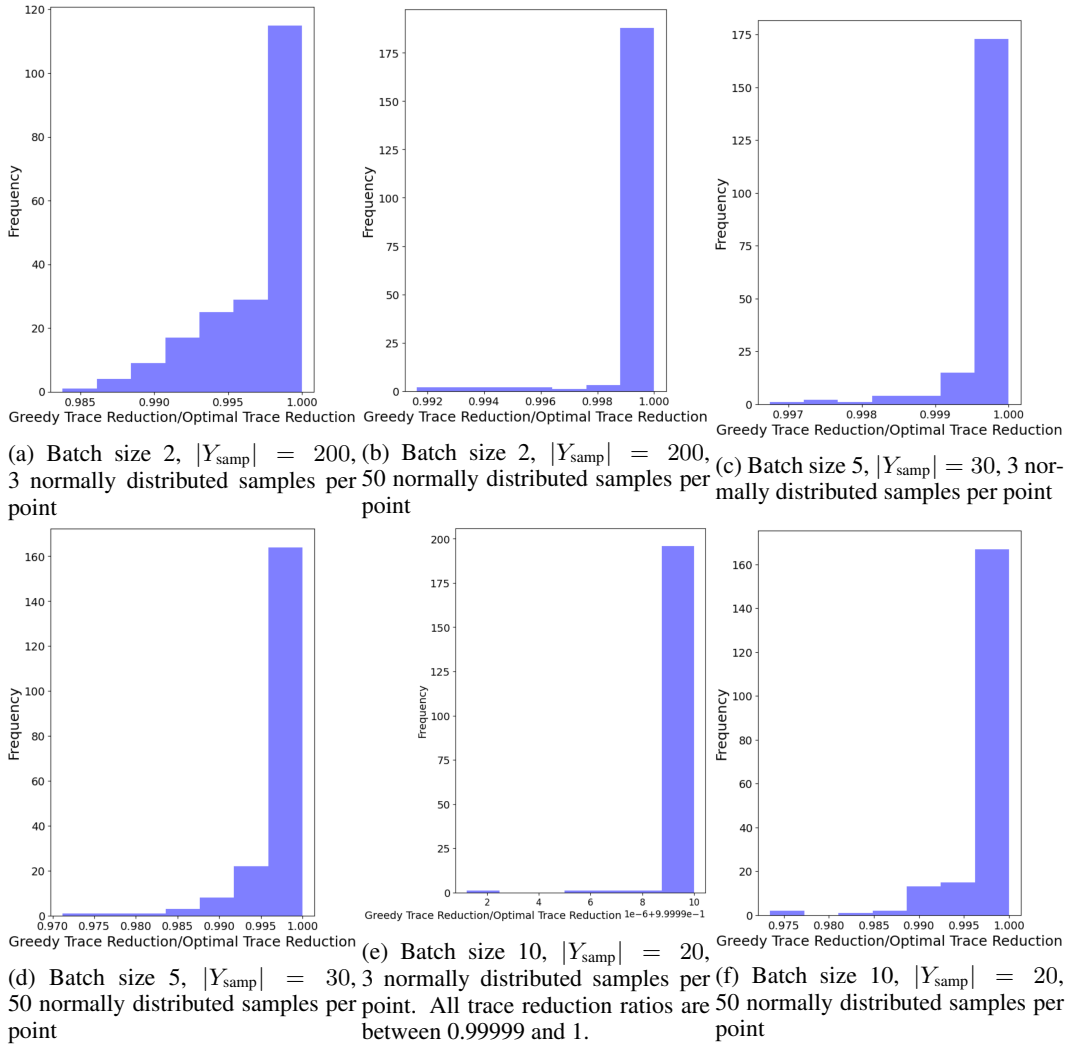 120
100
80
60
40
20
0
Frequency
0.985 0.990 0.995 1.000
Greedy Trace Reduction/Optimal Trace Reduction
(a) Batch size 2, |Y_samp| = 200,
3 normally distributed samples per
point
175
150
125
100
75
50
25
0
Frequency
0.992 0.994 0.996 0.998 1.000
Greedy Trace Reduction/Optimal Trace Reduction
(b) Batch size 2, |Y_samp| = 200,
50 normally distributed samples per
point
175
150
125
100
75
50
25
0
Frequency
0.997 0.998 0.999 1.000
Greedy Trace Reduction/Optimal Trace Reduction
(c) Batch size 5, |Y_samp| = 30, 3 nor-
mally distributed samples per point
160
140
120
100
80
60
40
20
0
Frequency
0.970 0.975 0.980 0.985 0.990 0.995 1.000
Greedy Trace Reduction/Optimal Trace Reduction
(d) Batch size 5, |Y_samp| = 30,
50 normally distributed samples per
point
200
175
150
125
100
75
50
25
0
Frequency
2 4 6 8 10
Greedy Trace Reduction/Optimal Trace Reduction 1e−6+9.9999e−1
(e) Batch size 10, |Y_samp| = 20,
3 normally distributed samples per
point. All trace reduction ratios are
between 0.99999 and 1.
160
140
120
100
80
60
40
20
0
Frequency
0.975 0.980 0.985 0.990 0.995 1.000
Greedy Trace Reduction/Optimal Trace Reduction
(f) Batch size 10, |Y_samp| = 20,
50 normally distributed samples per
point